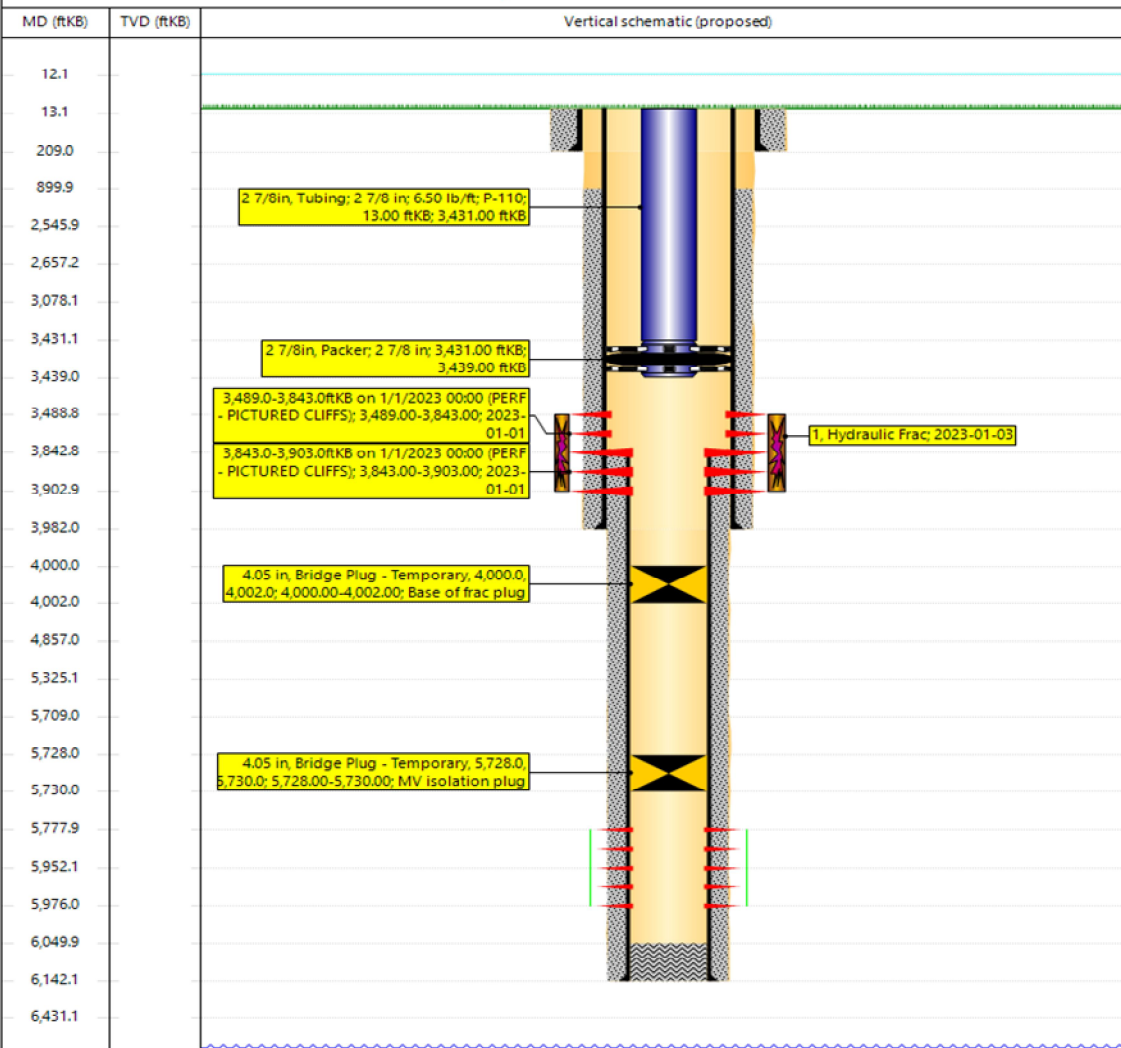 MD (ftKB) TVD (ftKB) Vertical schematic (proposed)
12.1
13.1
209.0
899.9
2 7/8in, Tubing; 2 7/8 in; 6.50 lb/ft; P-110;
13.00 ftKB; 3,431.00 ftKB
2,545.9
2,657.2
3,078.1
3,431.1
2 7/8in, Packer; 2 7/8 in; 3,431.00 ftKB;
3,439.00 ftKB
3,439.0
3,489.0-3,843.0ftKB on 1/1/2023 00:00 (PERF
- PICTURED CLIFFS); 3,489.00-3,843.00; 2023-
01-01
3,488.8
1, Hydraulic Frac; 2023-01-03
3,842.8
3,843.0-3,903.0ftKB on 1/1/2023 00:00 (PERF
- PICTURED CLIFFS); 3,843.00-3,903.00; 2023-
01-01
3,902.9
3,982.0
4,000.0
4.05 in, Bridge Plug - Temporary, 4,000.0,
4,002.0; 4,000.00-4,002.00; Base of frac plug
4,002.0
4,857.0
5,325.1
5,709.0
5,728.0
4.05 in, Bridge Plug - Temporary, 5,728.0,
5,730.0; 5,728.00-5,730.00; MV isolation plug
5,730.0
5,777.9
5,952.1
5,976.0
6,049.9
6,142.1
6,431.1